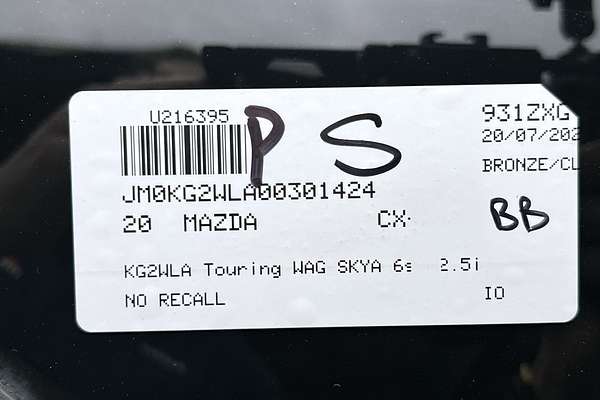 U216395
P S
931ZXG
20/07/202
BRONZE/CL
JM0KG2WLA00301424
20 MAZDA CX-
BB
KG2WLA Touring WAG SKYA 6s 2.5i
NO RECALL IO